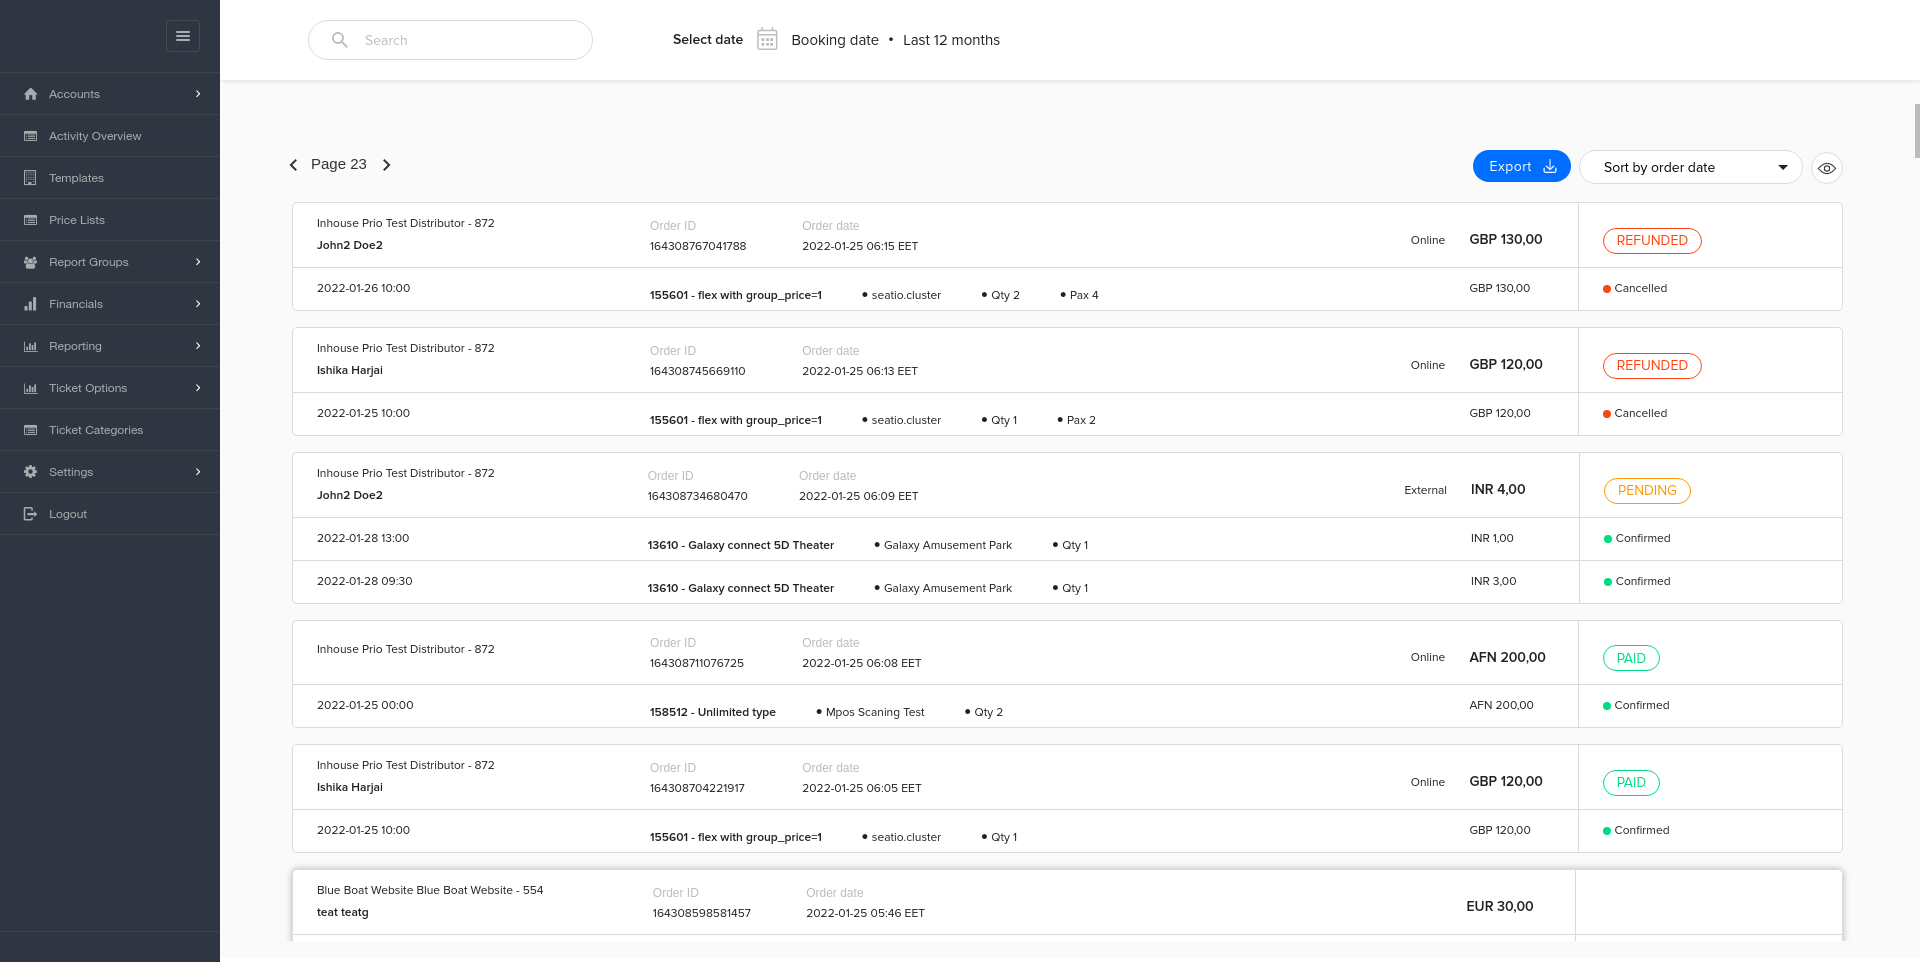 Search
Select date Booking date • Last 12 months
Accounts
Activity Overview
Templates
Price Lists
Report Groups
Financials
Reporting
Ticket Options
Ticket Categories
Settings
Logout
Page 23
Export
Sort by order date
Inhouse Prio Test Distributor - 872
John2 Doe2
Order ID
164308767041788
Order date
2022-01-25 06:15 EET
Online
GBP 130,00
REFUNDED
2022-01-26 10:00
155601 - flex with group_price=1 • seatio.cluster • Qty 2 • Pax 4
GBP 130,00
Cancelled
Inhouse Prio Test Distributor - 872
Ishika Harjai
Order ID
164308745669110
Order date
2022-01-25 06:13 EET
Online
GBP 120,00
REFUNDED
2022-01-25 10:00
155601 - flex with group_price=1 • seatio.cluster • Qty 1 • Pax 2
GBP 120,00
Cancelled
Inhouse Prio Test Distributor - 872
John2 Doe2
Order ID
164308734680470
Order date
2022-01-25 06:09 EET
External
INR 4,00
PENDING
2022-01-28 13:00
13610 - Galaxy connect 5D Theater • Galaxy Amusement Park • Qty 1
INR 1,00
Confirmed
2022-01-28 09:30
13610 - Galaxy connect 5D Theater • Galaxy Amusement Park • Qty 1
INR 3,00
Confirmed
Inhouse Prio Test Distributor - 872
Order ID
164308711076725
Order date
2022-01-25 06:08 EET
Online
AFN 200,00
PAID
2022-01-25 00:00
158512 - Unlimited type • Mpos Scaning Test • Qty 2
AFN 200,00
Confirmed
Inhouse Prio Test Distributor - 872
Ishika Harjai
Order ID
164308704221917
Order date
2022-01-25 06:05 EET
Online
GBP 120,00
PAID
2022-01-25 10:00
155601 - flex with group_price=1 • seatio.cluster • Qty 1
GBP 120,00
Confirmed
Blue Boat Website Blue Boat Website - 554
teat teatg
Order ID
164308598581457
Order date
2022-01-25 05:46 EET
EUR 30,00